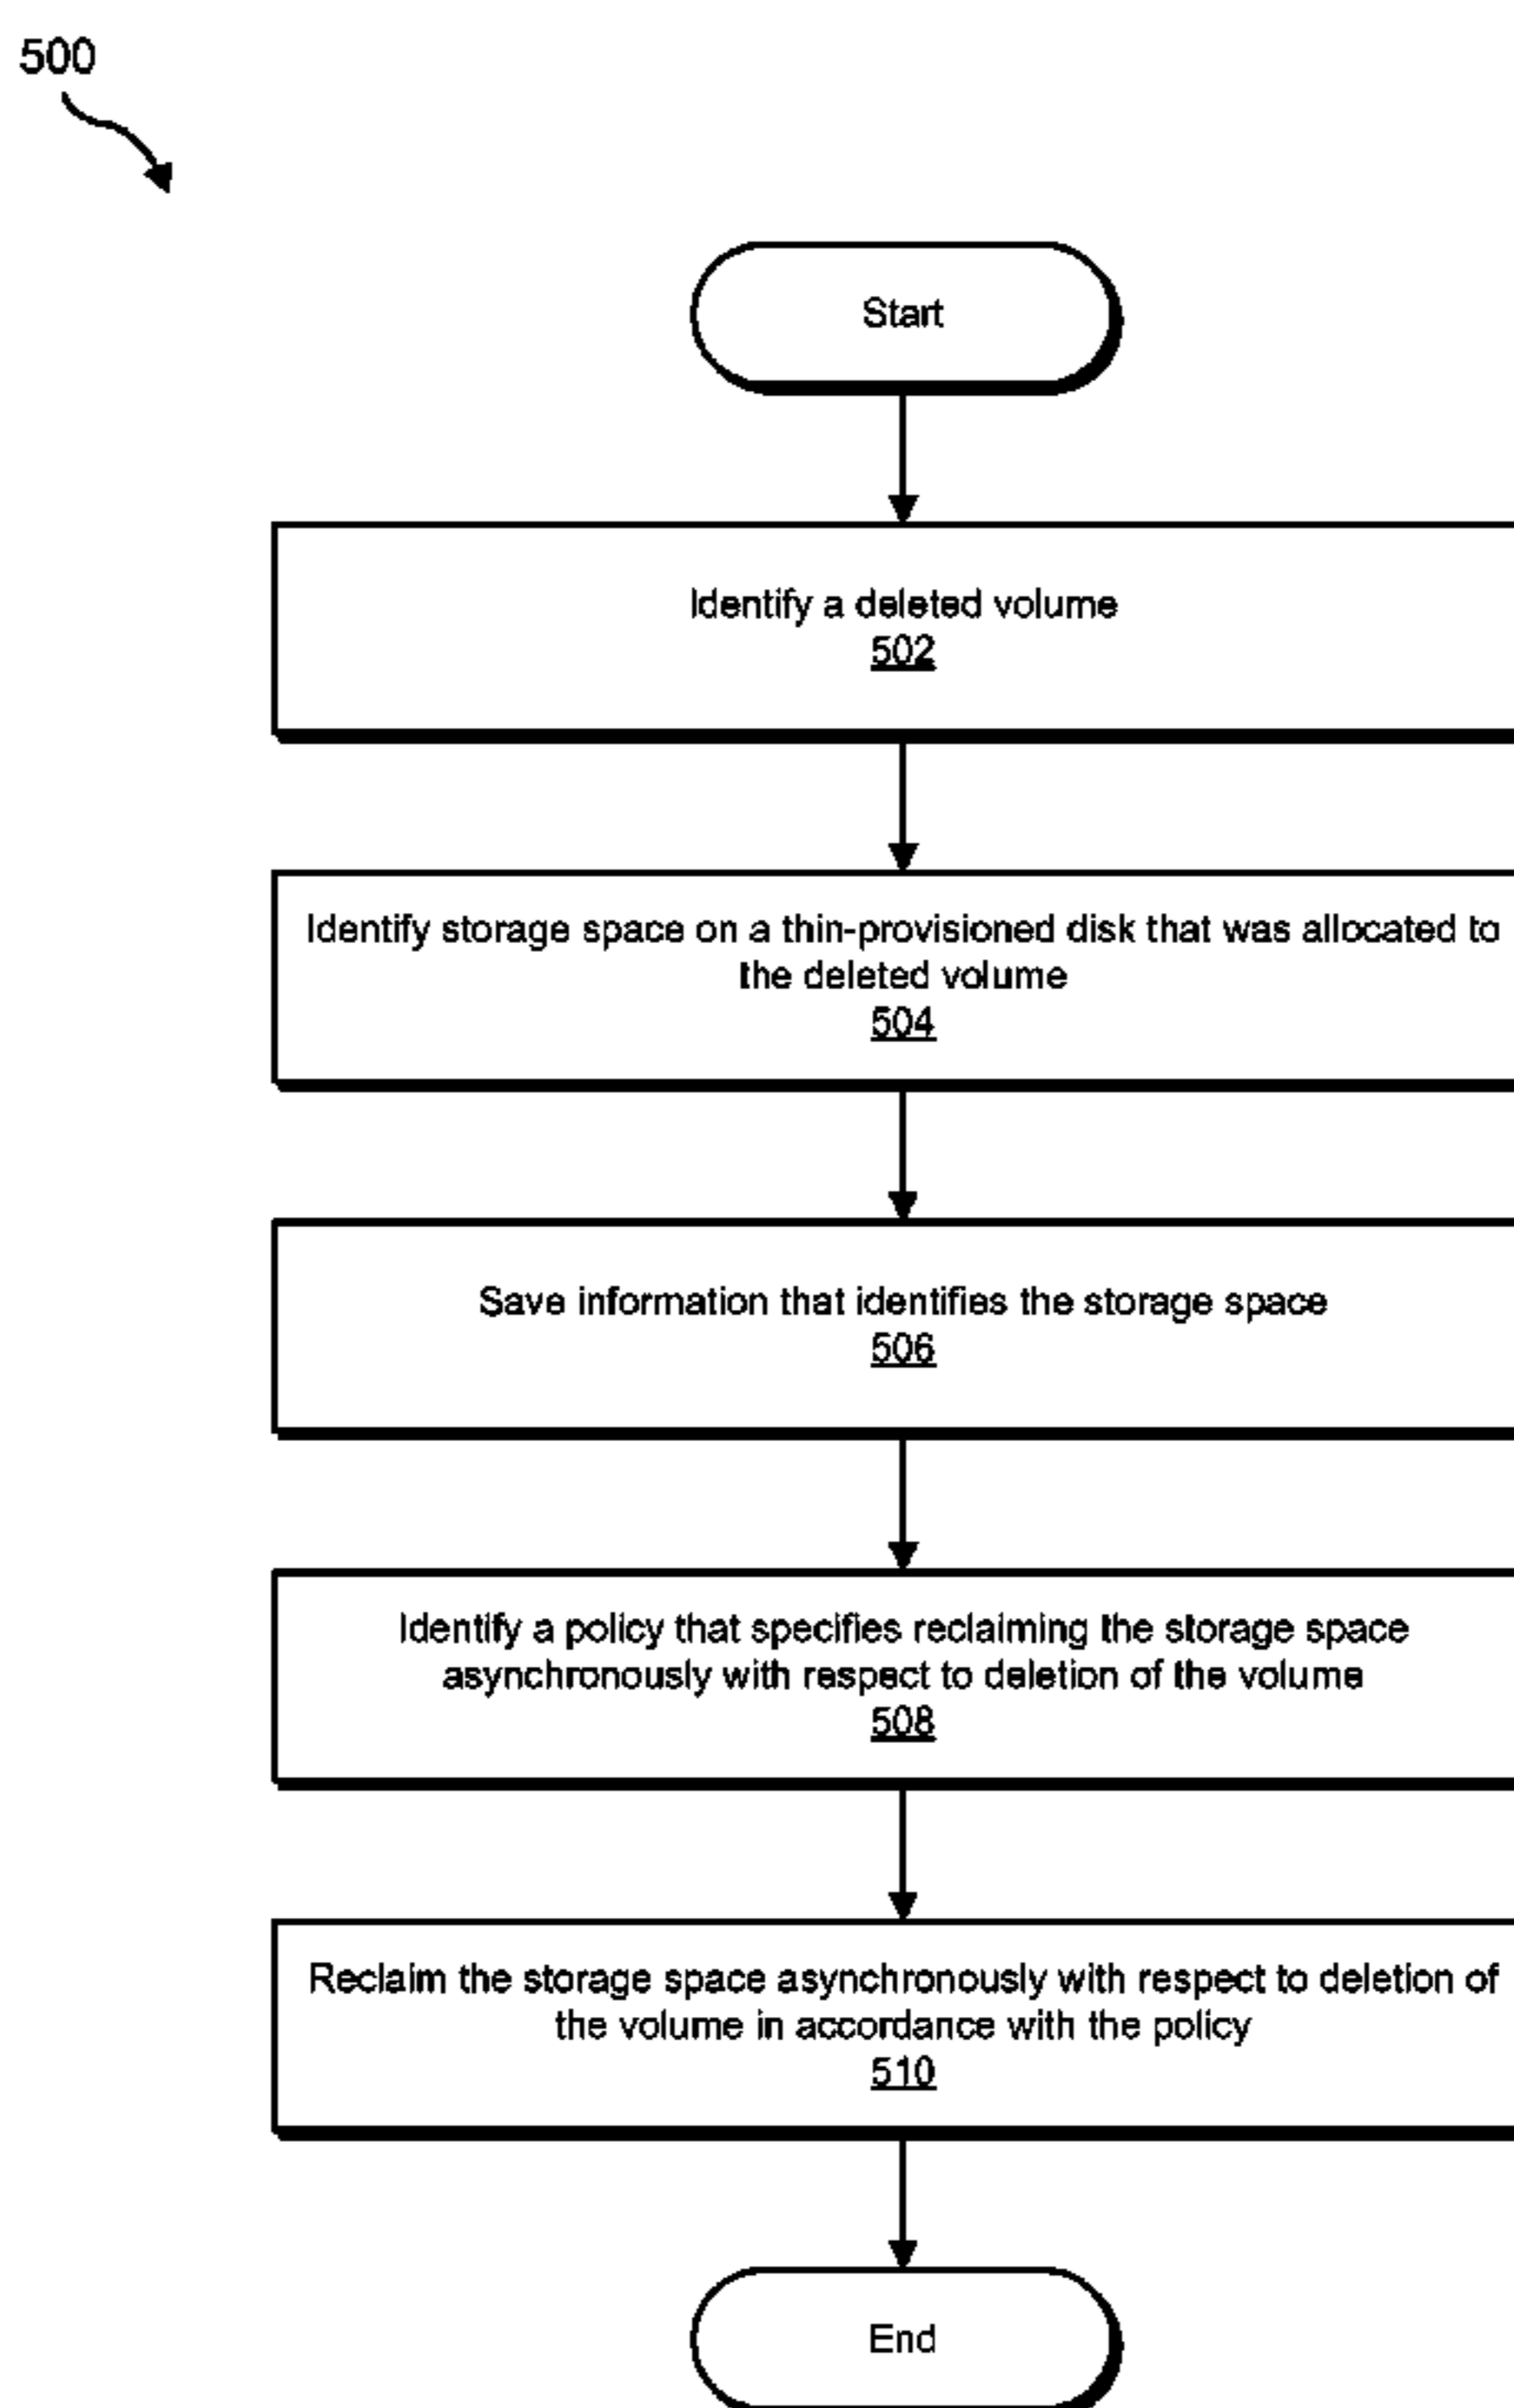 500
Start
Identify a deleted volume
502
Identify storage space on a thin-provisioned disk that was allocated to
the deleted volume
504
Save information that identifies the storage space
506
Identify a policy that specifies reclaiming the storage space
asynchronously with respect to deletion of the volume
508
Reclaim the storage space asynchronously with respect to deletion of
the volume in accordance with the policy
510
End